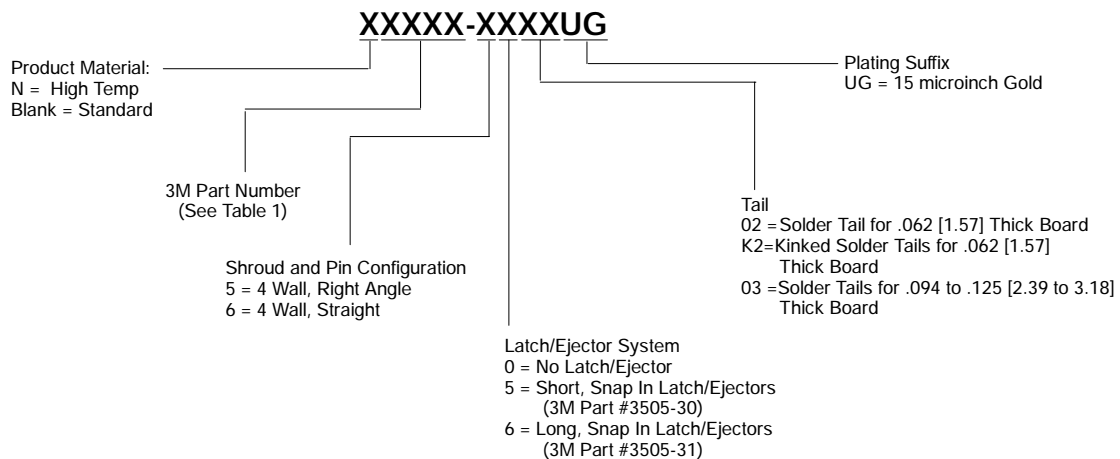 XXXXX-XXXXUG
Product Material:
N = High Temp
Blank = Standard
Plating Suffix
UG = 15 microinch Gold
3M Part Number
(See Table 1)
Tail
02 =Solder Tail for .062 [1.57] Thick Board
K2=Kinked Solder Tails for .062 [1.57]
Thick Board
03 =Solder Tails for .094 to .125 [2.39 to 3.18]
Thick Board
Shroud and Pin Configuration
5 = 4 Wall, Right Angle
6 = 4 Wall, Straight
Latch/Ejector System
0 = No Latch/Ejector
5 = Short, Snap In Latch/Ejectors
(3M Part #3505-30)
6 = Long, Snap In Latch/Ejectors
(3M Part #3505-31)